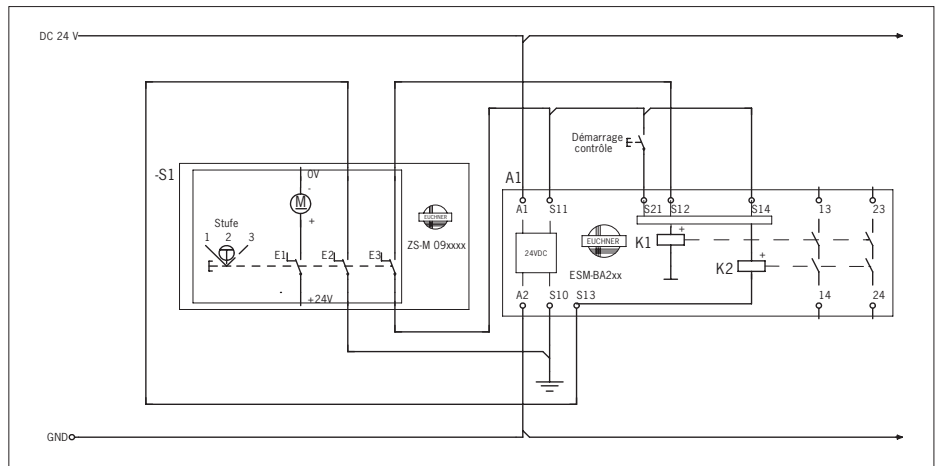 DC 24 V
Démarrage
contrôle
-S1
A1
0V
-
M
+
EUCHNER
ZS-M 09xxxx
Stufe
1 2 3
E1 E2 E3
+24V
A1 S11 S21 S12 S14 13 23
24VDC
EUCHNER
ESM-BA2xx
K1 +
K2 +
A2 S10 S13 14 24
GND